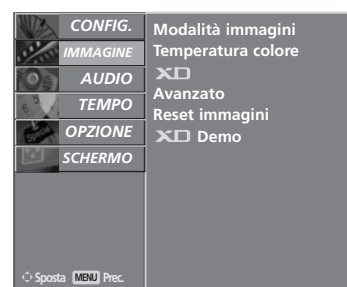 CONFIG.
IMMAGINE
AUDIO
TEMPO
OPZIONE
SCHERMO
Modalità immagini
Temperatura colore
XD
Avanzato
Reset immagini
XD Demo
Sposta MENU Prec.